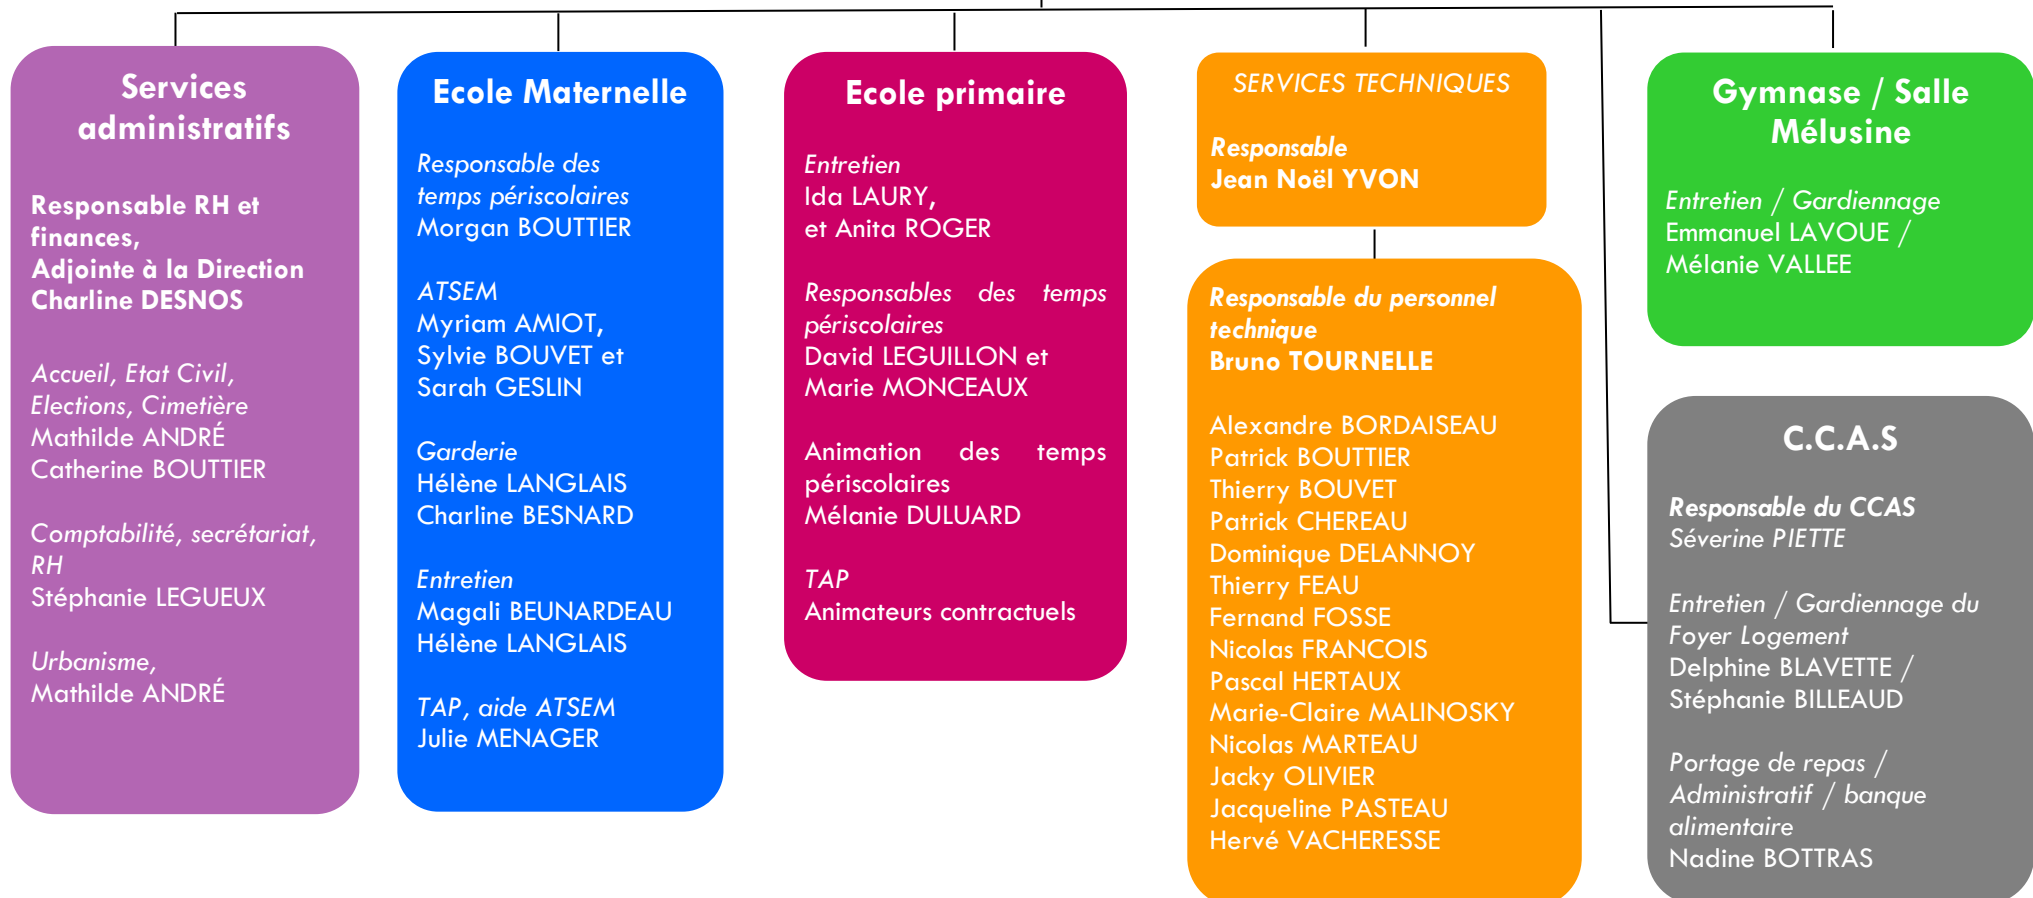 Services
administratifs
Responsable RH et
finances,
Adjointe à la Direction
Charline DESNOS
Accueil, Etat Civil,
Elections, Cimetière
Mathilde ANDRÉ
Catherine BOUTTIER
Comptabilité, secrétariat,
RH
Stéphanie LEGUEUX
Urbanisme,
Mathilde ANDRÉ
Ecole Maternelle
Responsable des
temps périscolaires
Morgan BOUTTIER
ATSEM
Myriam AMIOT,
Sylvie BOUVET et
Sarah GESLIN
Garderie
Hélène LANGLAIS
Charline BESNARD
Entretien
Magali BEUNARDEAU
Hélène LANGLAIS
TAP, aide ATSEM
Julie MENAGER
Ecole primaire
Entretien
Ida LAURY,
et Anita ROGER
Responsables des temps
périscolaires
David LEGUILLON et
Marie MONCEAUX
Animation des temps
périscolaires
Mélanie DULUARD
TAP
Animateurs contractuels
SERVICES TECHNIQUES
Responsable
Jean Noël YVON
Responsable du personnel
technique
Bruno TOURNELLE
Alexandre BORDAISEAU
Patrick BOUTTIER
Thierry BOUVET
Patrick CHEREAU
Dominique DELANNOY
Thierry FEAU
Fernand FOSSE
Nicolas FRANCOIS
Pascal HERTAUX
Marie-Claire MALINOSKY
Nicolas MARTEAU
Jacky OLIVIER
Jacqueline PASTEAU
Hervé VACHERESSE
Gymnase / Salle
Mélusine
Entretien / Gardiennage
Emmanuel LAVOUE /
Mélanie VALLEE
C.C.A.S
Responsable du CCAS
Séverine PIETTE
Entretien / Gardiennage du
Foyer Logement
Delphine BLAVETTE /
Stéphanie BILLEAUD
Portage de repas /
Administratif / banque
alimentaire
Nadine BOTTRAS